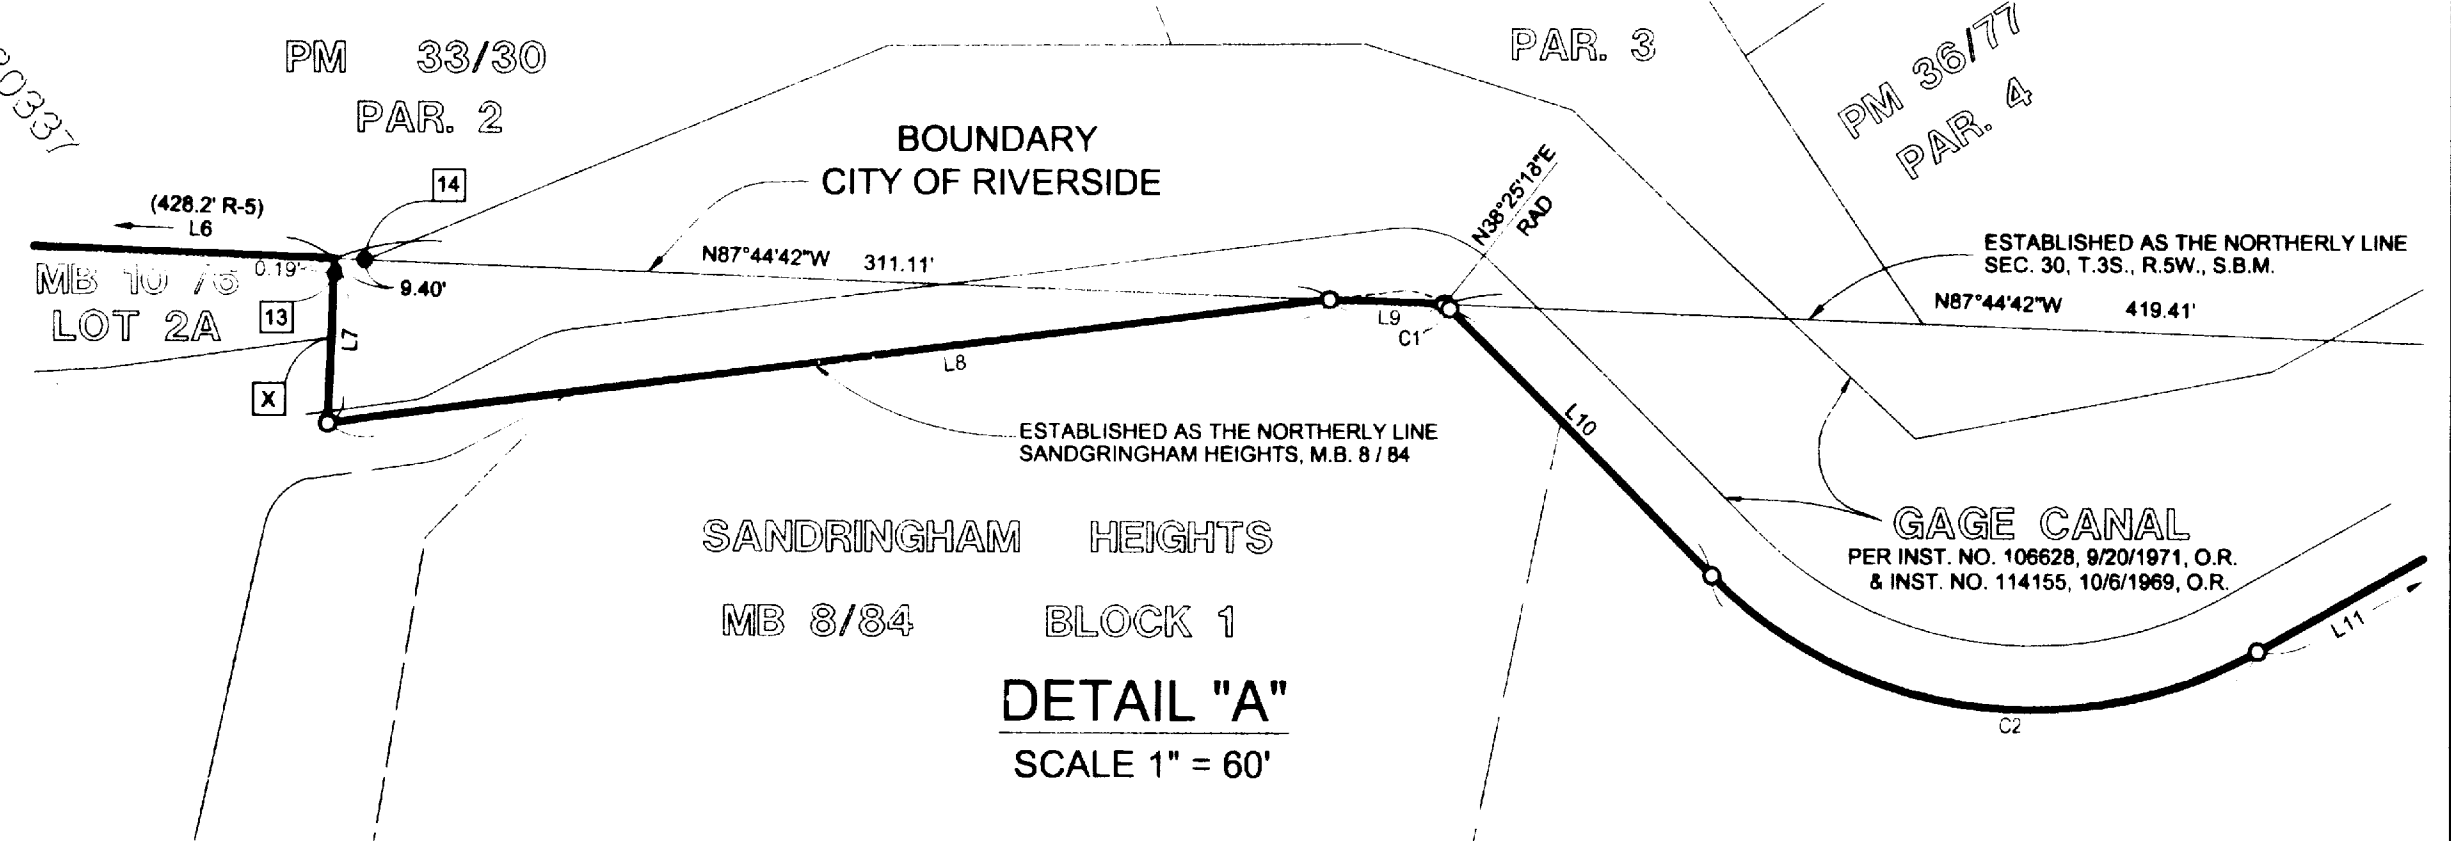 PM 33/30
PAR. 2
PAR. 3
PM 36/77
PAR. 4
BOUNDARY
CITY OF RIVERSIDE
14
(428.2' R-5)
L6
N38°25'18"E
RAD
ESTABLISHED AS THE NORTHERLY LINE
SEC. 30, T.3S., R.5W., S.B.M.
N87°44'42"W 311.11'
0.19'
9.40'
MB 10 /6
LOT 2A
13
L7
N87°44'42"W 419.41'
L9
C1
L8
X
L10
ESTABLISHED AS THE NORTHERLY LINE
SANDGRINGHAM HEIGHTS, M.B. 8 / 84
SANDRINGHAM HEIGHTS
GAGE CANAL
PER INST. NO. 106628, 9/20/1971, O.R.
& INST. NO. 114155, 10/6/1969, O.R.
MB 8/84 BLOCK 1
L11
DETAIL "A"
C2
SCALE 1" = 60'